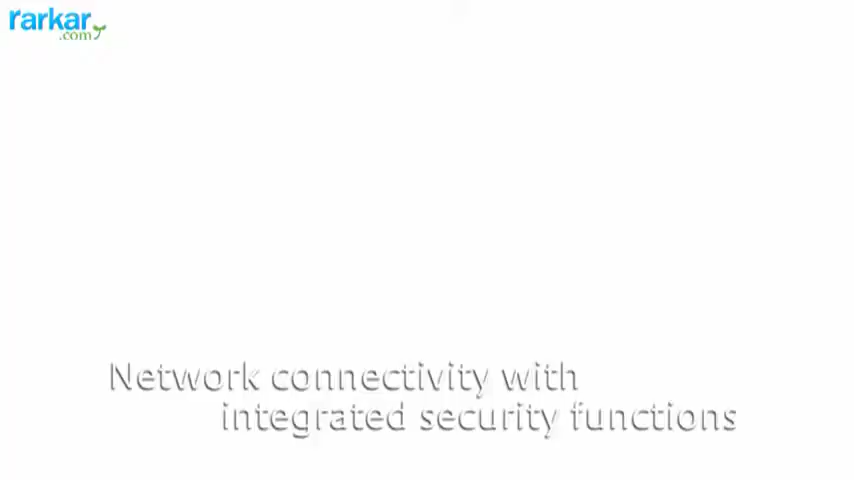 rarkar
.com
Network connectivity with
integrated security functions